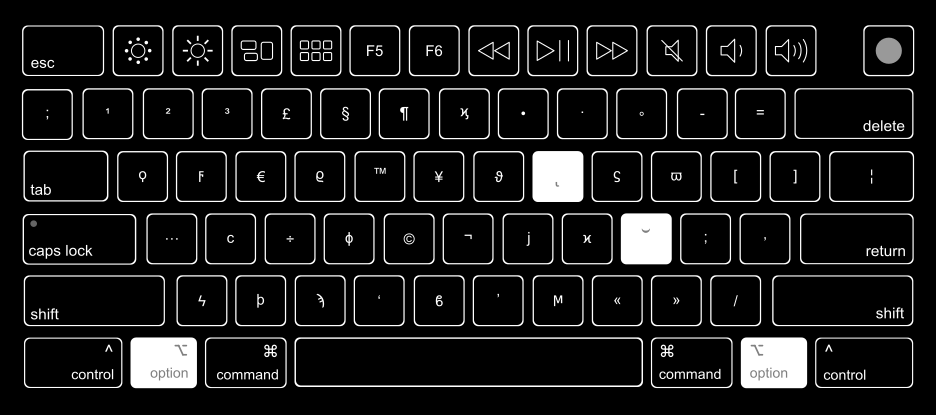 esc F5 F6
; ¹ ² ³ £ § ¶ ϗ • · ° - = delete
tab ϙ ϝ € ϱ ™ ¥ ϑ ͺ ϛ ϖ [ ] ¦
caps lock … c ÷ ϕ © ¬ j ϰ ˘ ; , return
shift ϟ þ ϡ ‘ ϐ ’ ϻ « » / shift
^ ⌥ ⌘ ⌘ ⌥ ^
control option command command option control